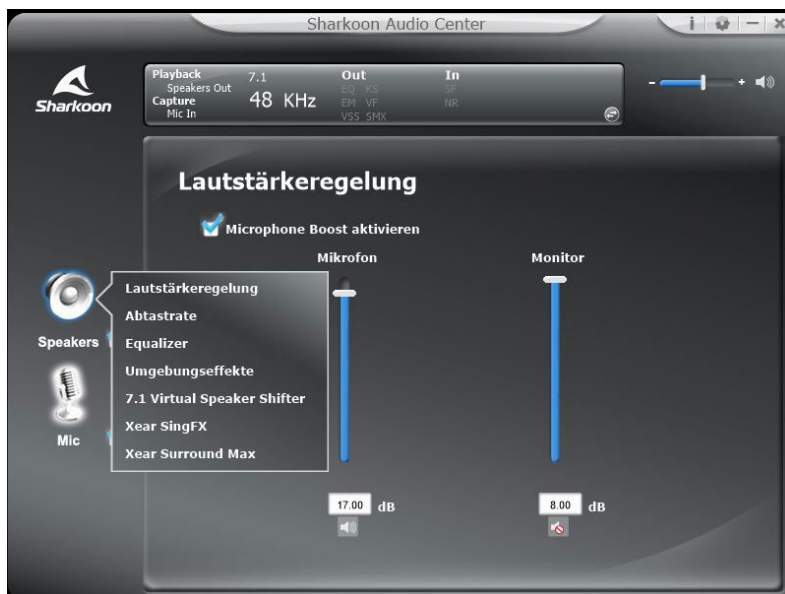 Sharkoon Audio Center
i
Sharkoon
Playback 7.1 Out In
Speakers Out EQ KS SF
Capture 48 KHz EM VF NR
Mic In VSS SMX
- +
Lautstärkeregelung
Microphone Boost aktivieren
Mikrofon Monitor
Lautstärkeregelung
Abtastrate
Speakers Equalizer
Umgebungseffekte
7.1 Virtual Speaker Shifter
Xear SingFX
Mic
Xear Surround Max
17.00 dB 8.00 dB